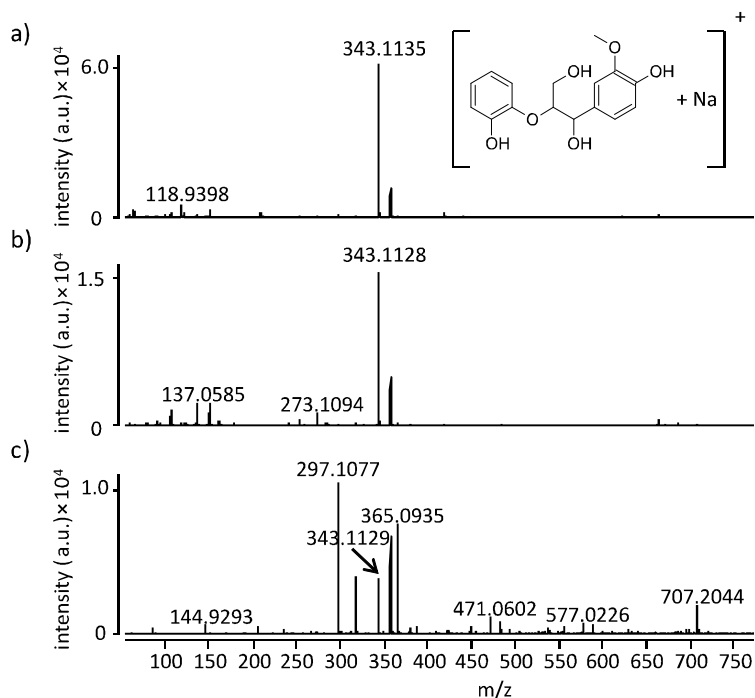 a)
intensity (a.u.)×10⁴
6.0
0
343.1135
118.9398
+
O
OH
HO
O
OH
OH
+ Na
b)
intensity (a.u.)×10⁴
1.5
0
343.1128
137.0585
273.1094
c)
intensity (a.u.)×10⁴
1.0
0
297.1077
365.0935
343.1129
144.9293
471.0602
577.0226
707.2044
100 150 200 250 300 350 400 450 500 550 600 650 700 750
m/z